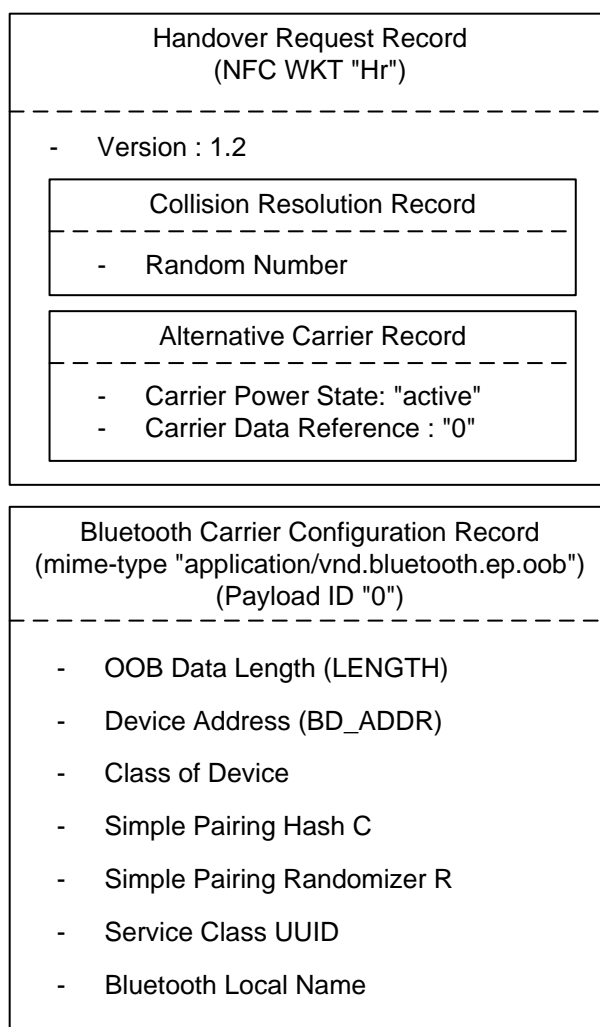 Handover Request Record
(NFC WKT "Hr")
- Version : 1.2
Collision Resolution Record
- Random Number
Alternative Carrier Record
- Carrier Power State: "active"
- Carrier Data Reference : "0"
Bluetooth Carrier Configuration Record
(mime-type "application/vnd.bluetooth.ep.oob")
(Payload ID "0")
- OOB Data Length (LENGTH)
- Device Address (BD_ADDR)
- Class of Device
- Simple Pairing Hash C
- Simple Pairing Randomizer R
- Service Class UUID
- Bluetooth Local Name